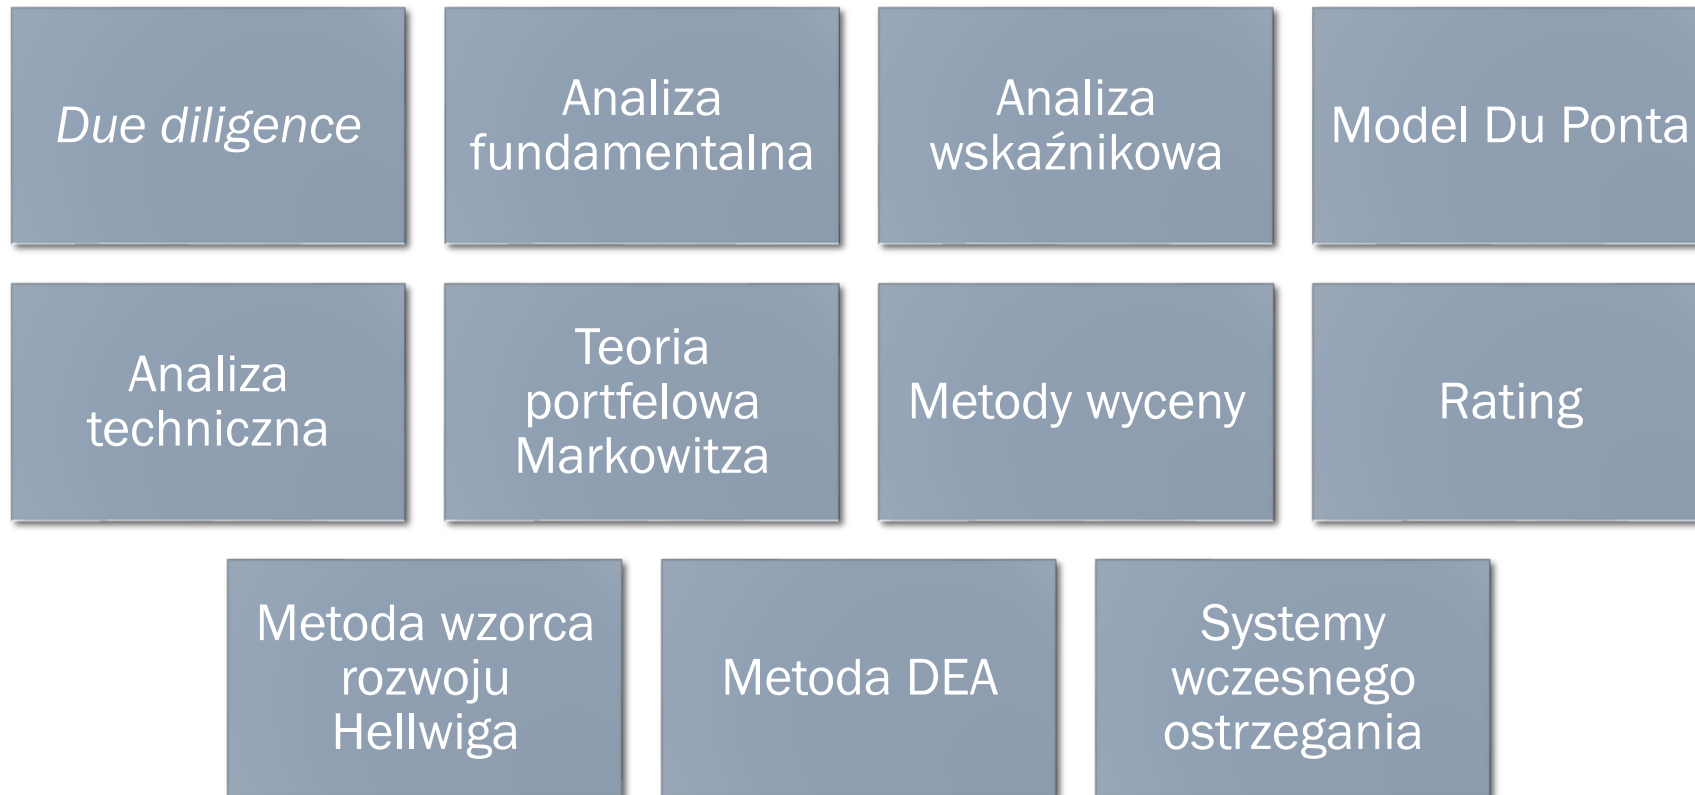 Due diligence
Analiza
fundamentalna
Analiza
wskaźnikowa
Model Du Ponta
Analiza
techniczna
Teoria
portfelowa
Markowitza
Metody wyceny
Rating
Metoda wzorca
rozwoju
Hellwiga
Metoda DEA
Systemy
wczesnego
ostrzegania